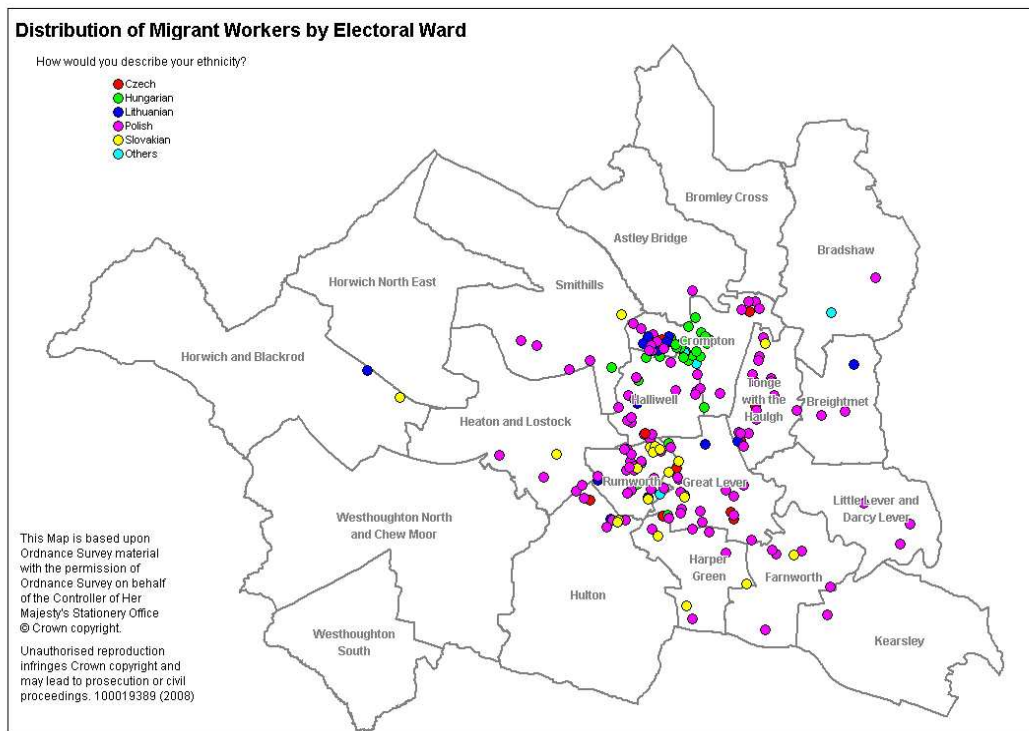 Distribution of Migrant Workers by Electoral Ward
How would you describe your ethnicity?
Czech
Hungarian
Lithuanian
Polish
Slovakian
Others
Bromley Cross
Astley Bridge
Bradshaw
Horwich North East
Smithills
Crompton
Horwich and Blackrod
Halliwell
Tonge
with the
Haulgh
Breightmet
Heaton and Lostock
Rumworth
Great Lever
Little Lever and
Darcy Lever
Westhoughton North
and Chew Moor
Harper
Green
Farnworth
Hulton
Westhoughton
South
Kearsley
This Map is based upon
Ordnance Survey material
with the permission of
Ordnance Survey on behalf
of the Controller of Her
Majesty's Stationery Office
© Crown copyright.
Unauthorised reproduction
infringes Crown copyright and
may lead to prosecution or civil
proceedings. 100019389 (2008)